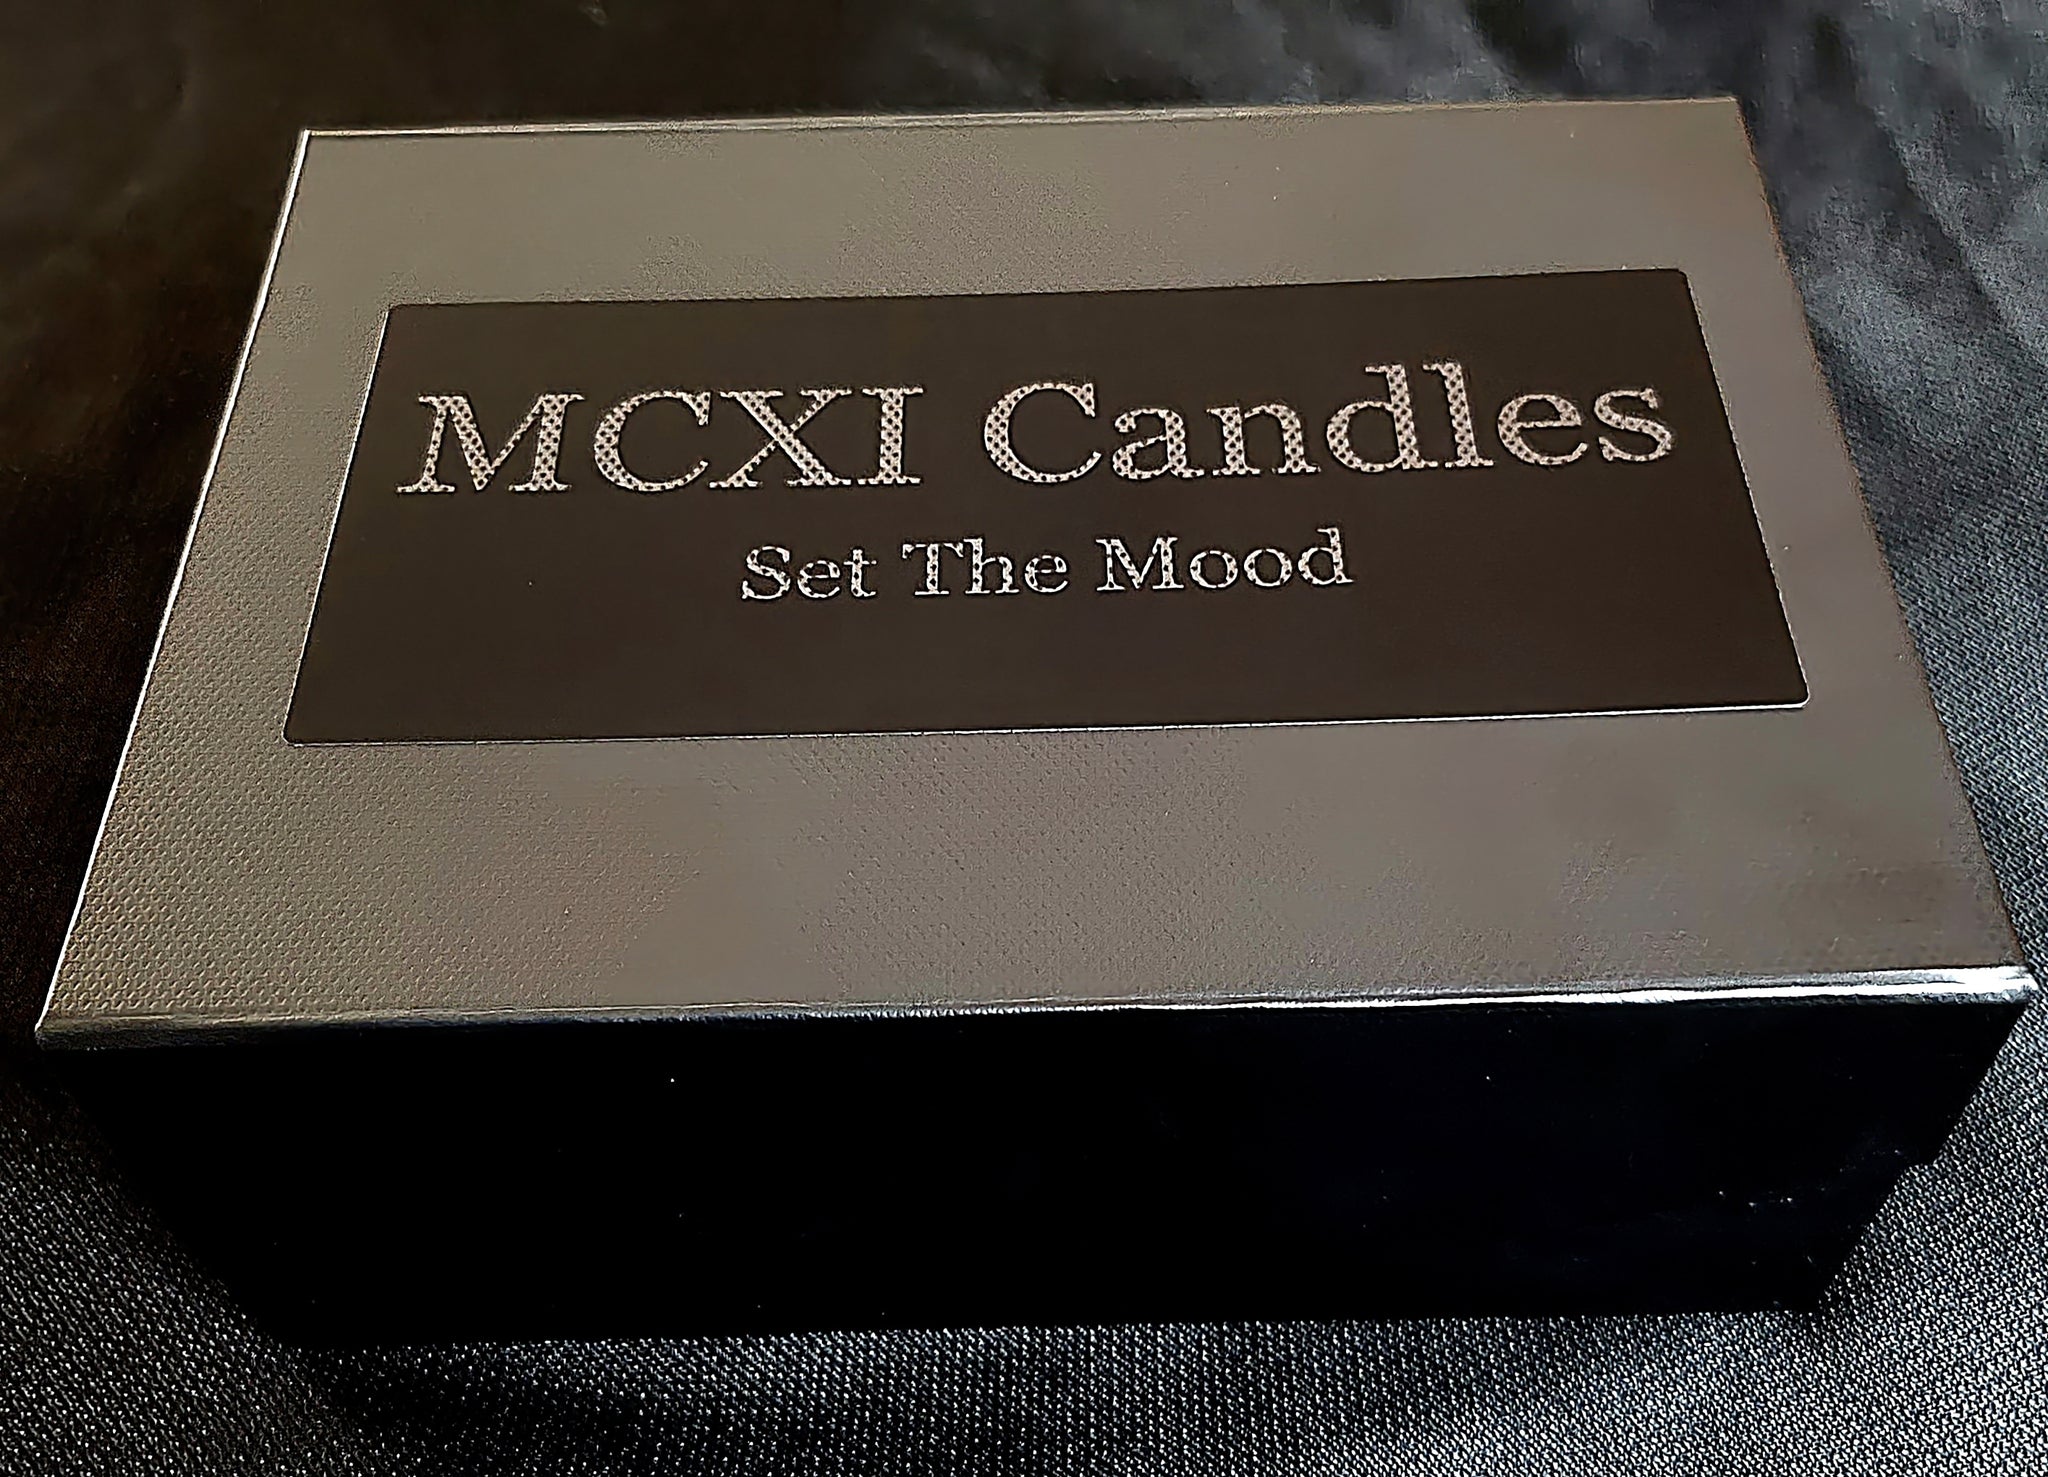 MCXI Candles
Set The Mood